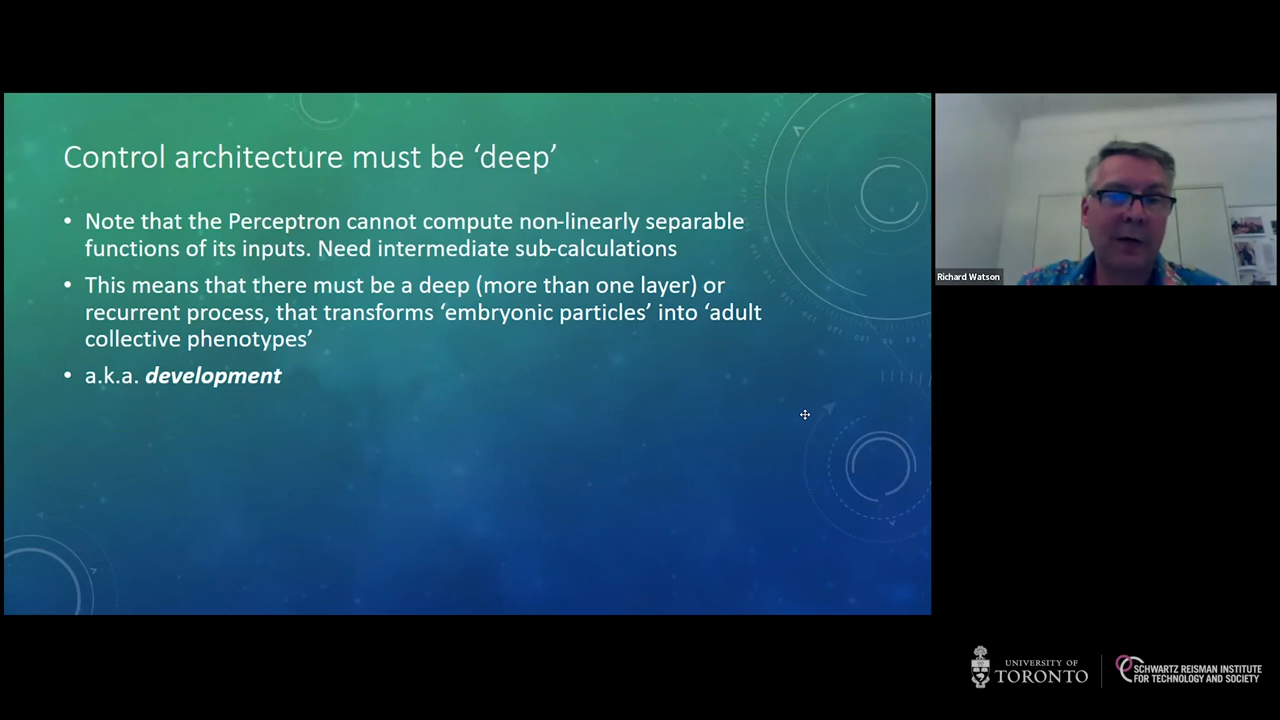 Control architecture must be ‘deep’
• Note that the Perceptron cannot compute non-linearly separable
functions of its inputs. Need intermediate sub-calculations
• This means that there must be a deep (more than one layer) or
recurrent process, that transforms ‘embryonic particles’ into ‘adult
collective phenotypes’
• a.k.a. development
Richard Watson
UNIVERSITY OF
TORONTO
SCHWARTZ REISMAN INSTITUTE
FOR TECHNOLOGY AND SOCIETY